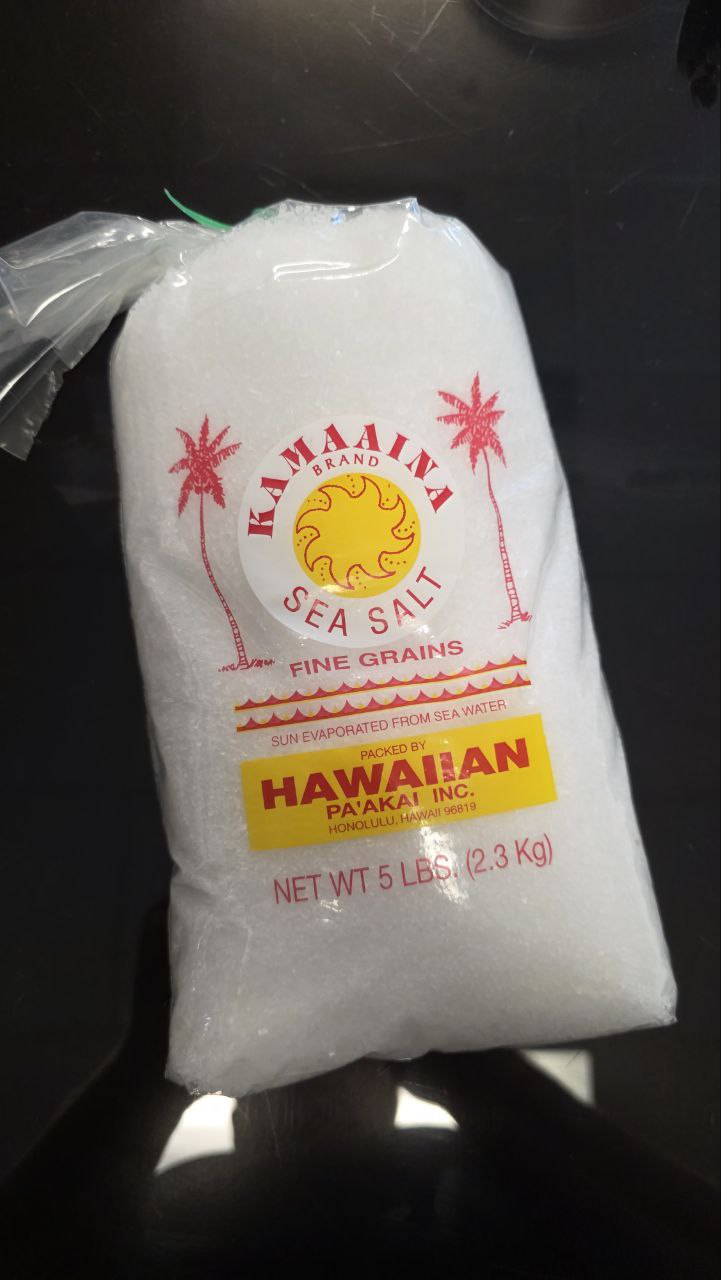 KAMAAINA
BRAND
SEA SALT
FINE GRAINS
SUN EVAPORATED FROM SEA WATER
PACKED BY
HAWAIIAN
PA'AKAI INC.
HONOLULU, HAWAII 96819
NET WT 5 LBS. (2.3 Kg)